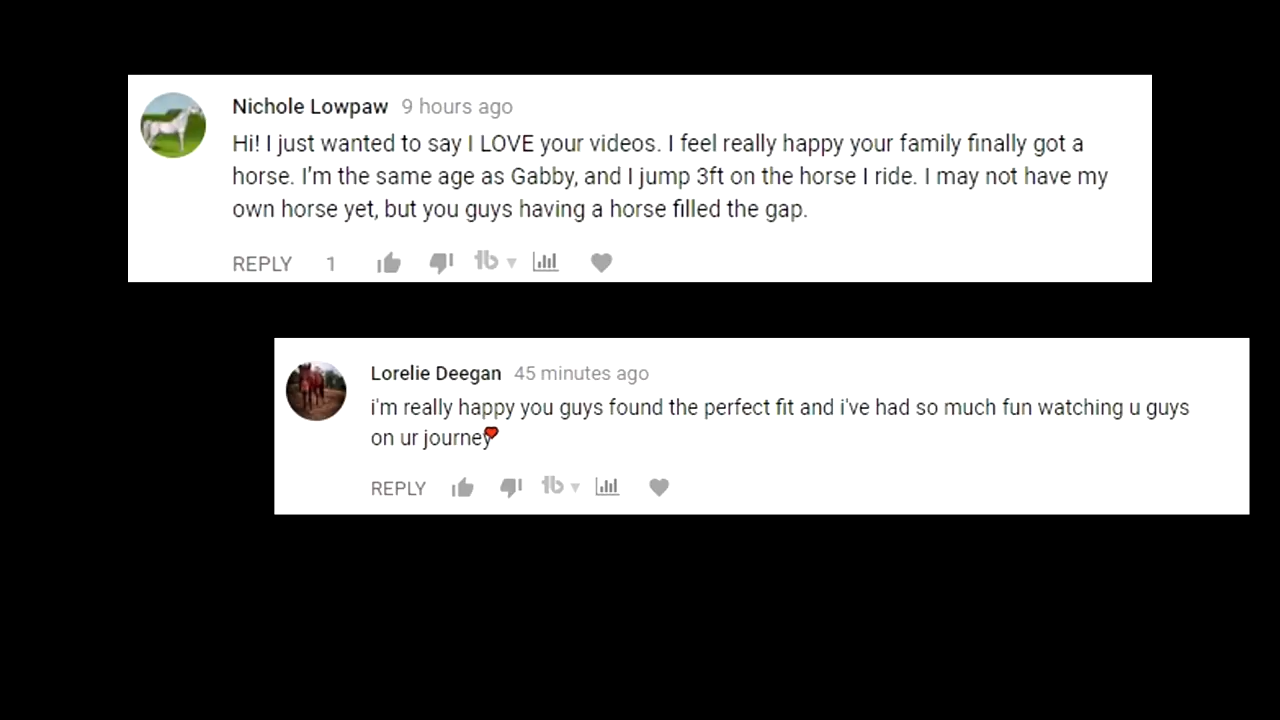 Nichole Lowpaw 9 hours ago
Hi! I just wanted to say I LOVE your videos. I feel really happy your family finally got a
horse. I'm the same age as Gabby, and I jump 3ft on the horse I ride. I may not have my
own horse yet, but you guys having a horse filled the gap.
REPLY 1 tb
Lorelie Deegan 45 minutes ago
i'm really happy you guys found the perfect fit and i've had so much fun watching u guys
on ur journey
REPLY tb